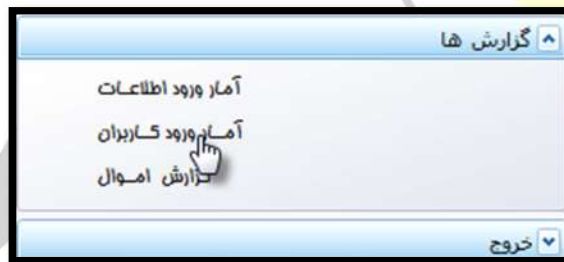 گزارش ها
آمار ورود اطلاعات
آمار ورود کاربران
گزارش اموال
خروج